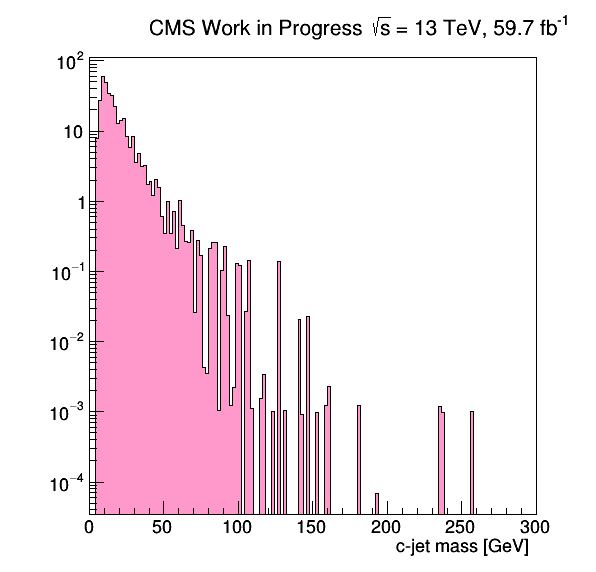 CMS Work in Progress √s = 13 TeV, 59.7 fb⁻¹
10²
10
1
10⁻¹
10⁻²
10⁻³
10⁻⁴
0 50 100 150 200 250 300
c-jet mass [GeV]